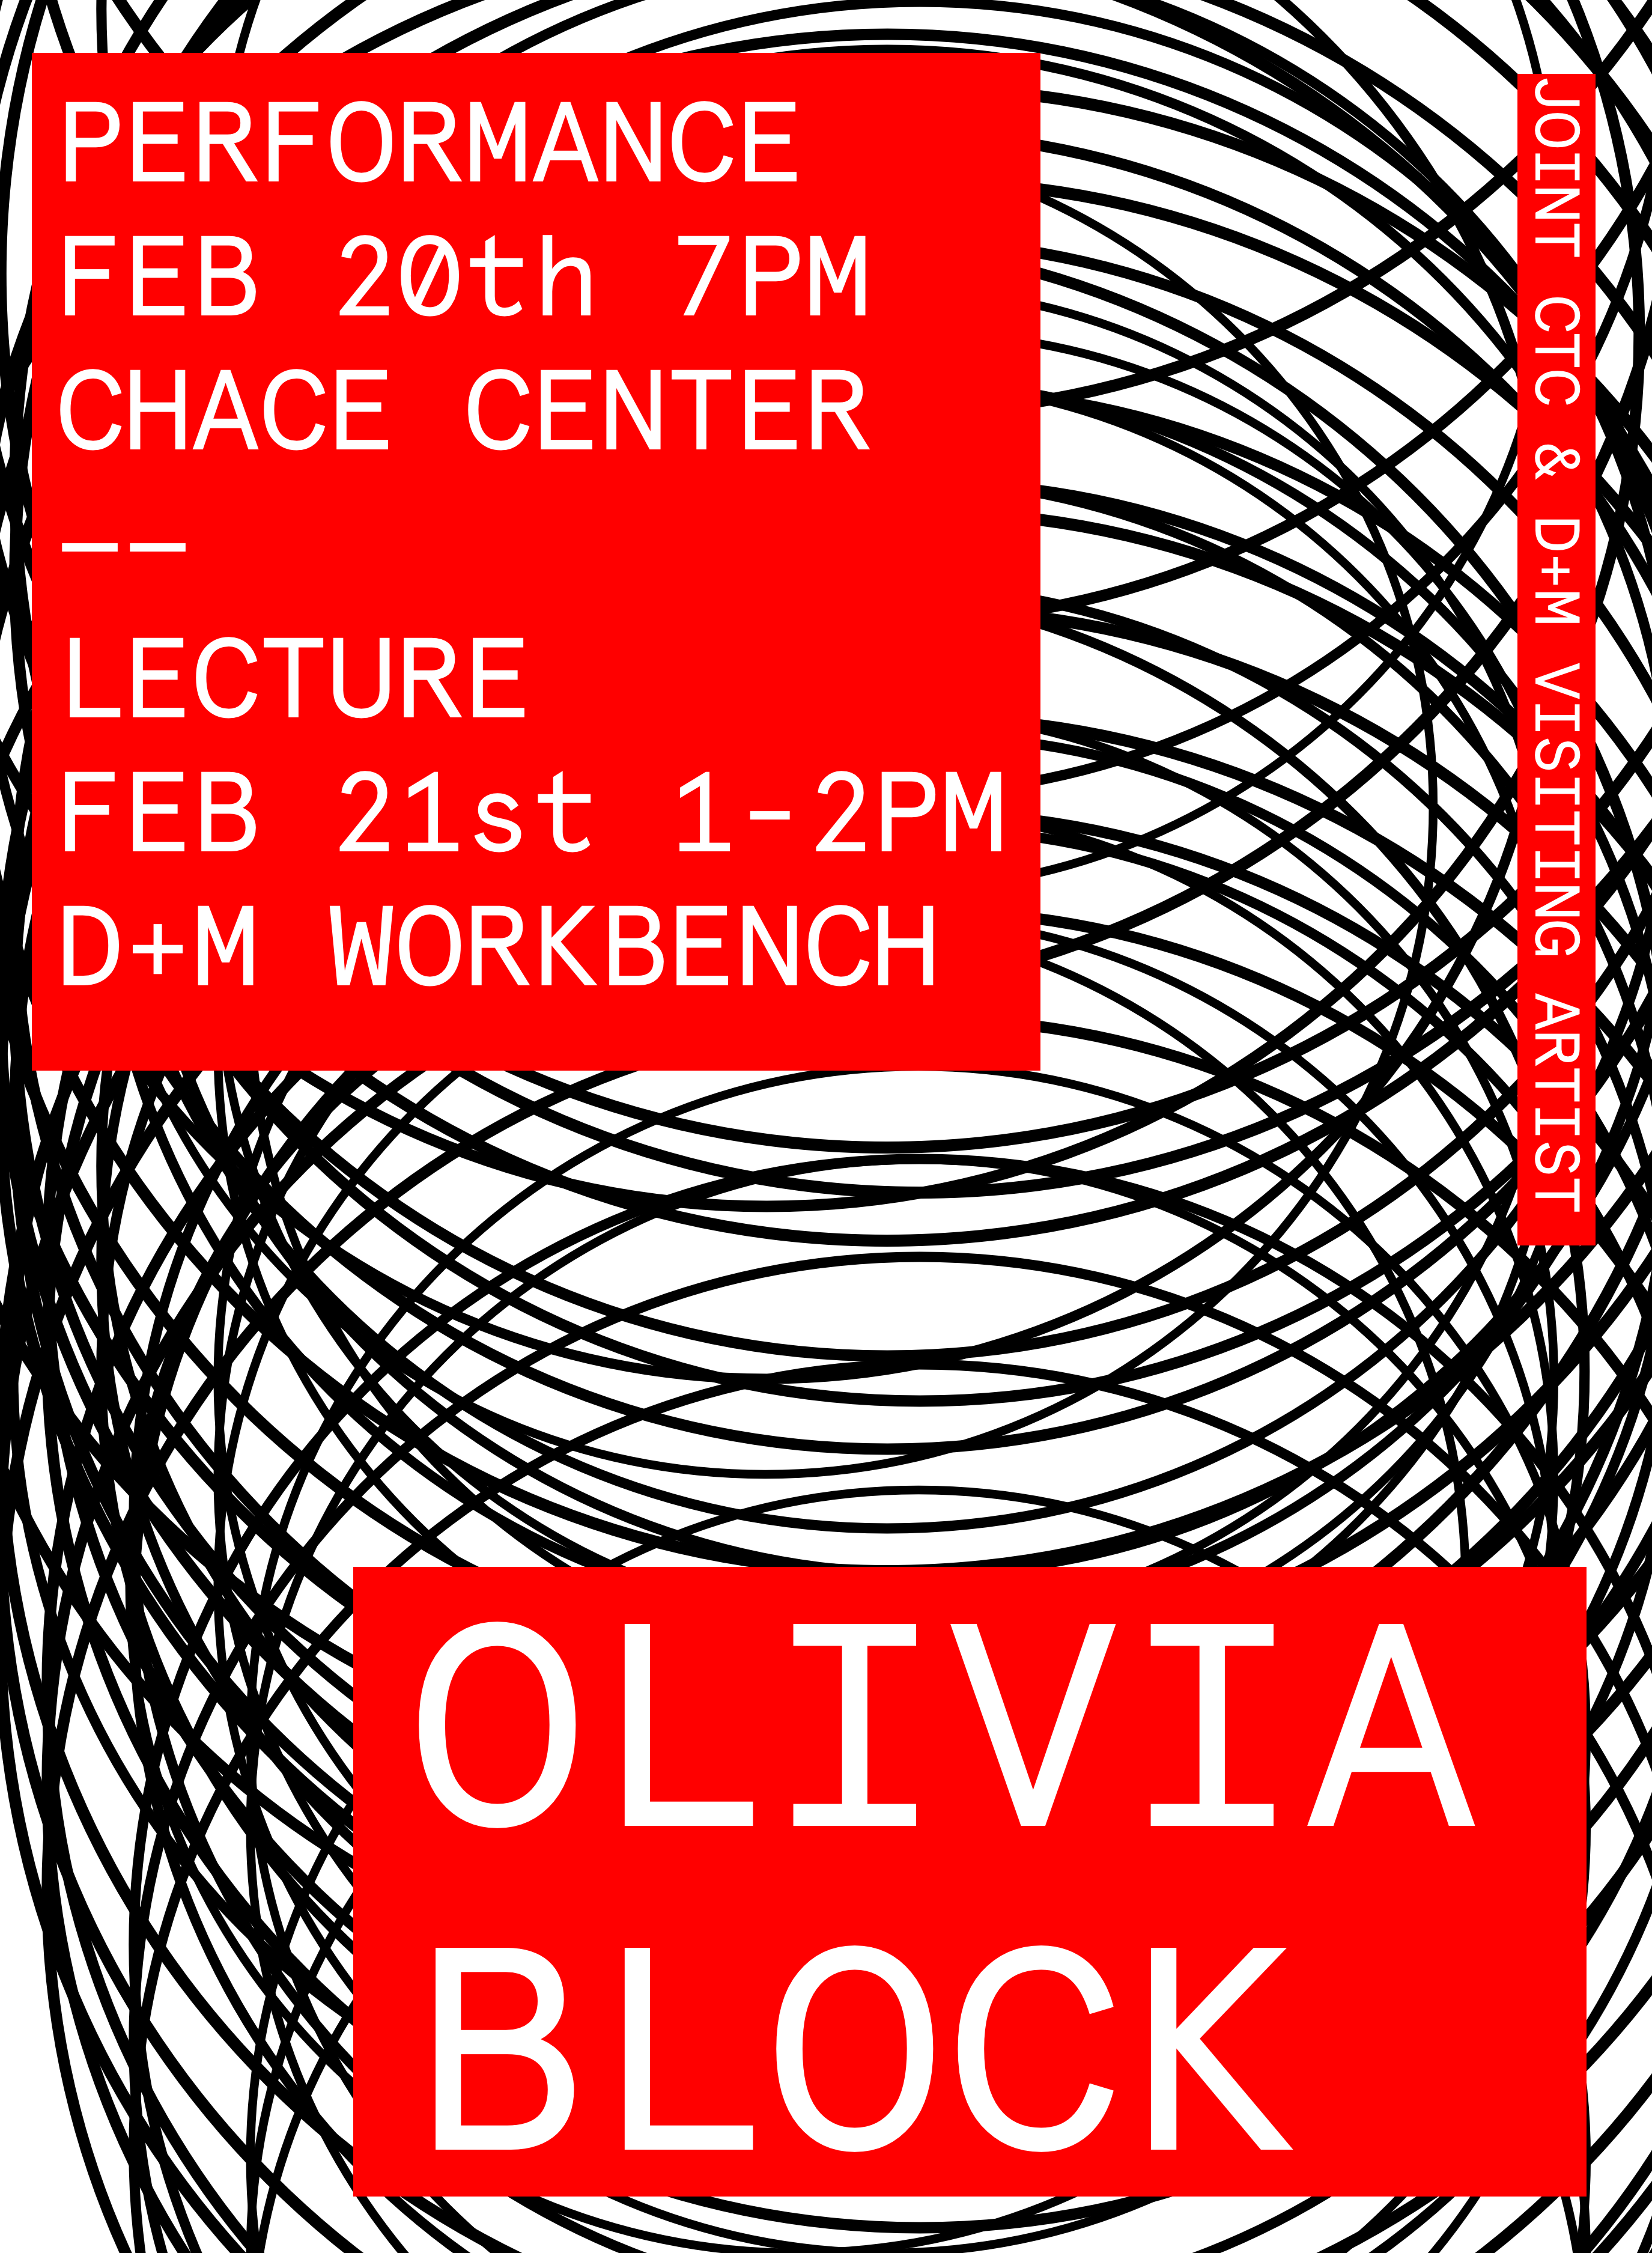 PERFORMANCE
FEB 20th 7PM
CHACE CENTER
——
LECTURE
FEB 21st 1-2PM
D+M WORKBENCH
JOINT CTC & D+M VISITING ARTIST
OLIVIA
BLOCK